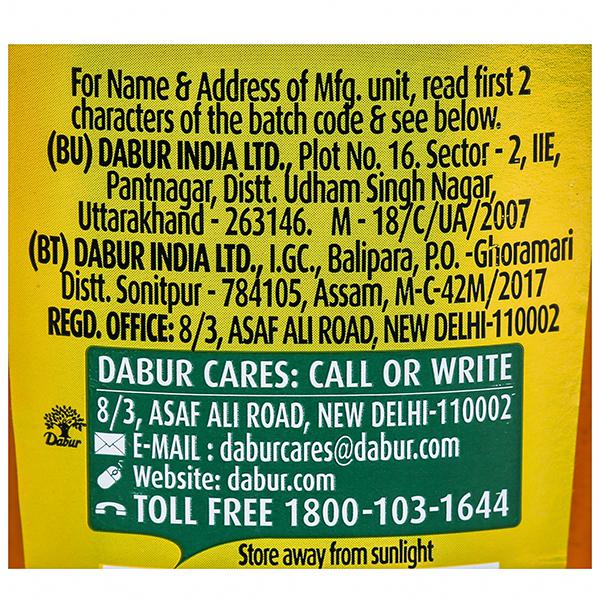 For Name & Address of Mfg. unit, read first 2
characters of the batch code & see below.
(BU) DABUR INDIA LTD., Plot No. 16. Sector - 2, IIE,
Pantnagar, Distt. Udham Singh Nagar,
Uttarakhand - 263146. M - 18/C/UA/2007
(BT) DABUR INDIA LTD., I.G.C., Balipara, P.O. -Ghoramari
Distt. Sonitpur - 784105, Assam, M-C-42M/2017
REGD. OFFICE: 8/3, ASAF ALI ROAD, NEW DELHI-110002
DABUR CARES: CALL OR WRITE
8/3, ASAF ALI ROAD, NEW DELHI-110002
Dabur
E-MAIL : daburcares@dabur.com
Website: dabur.com
TOLL FREE 1800-103-1644
Store away from sunlight